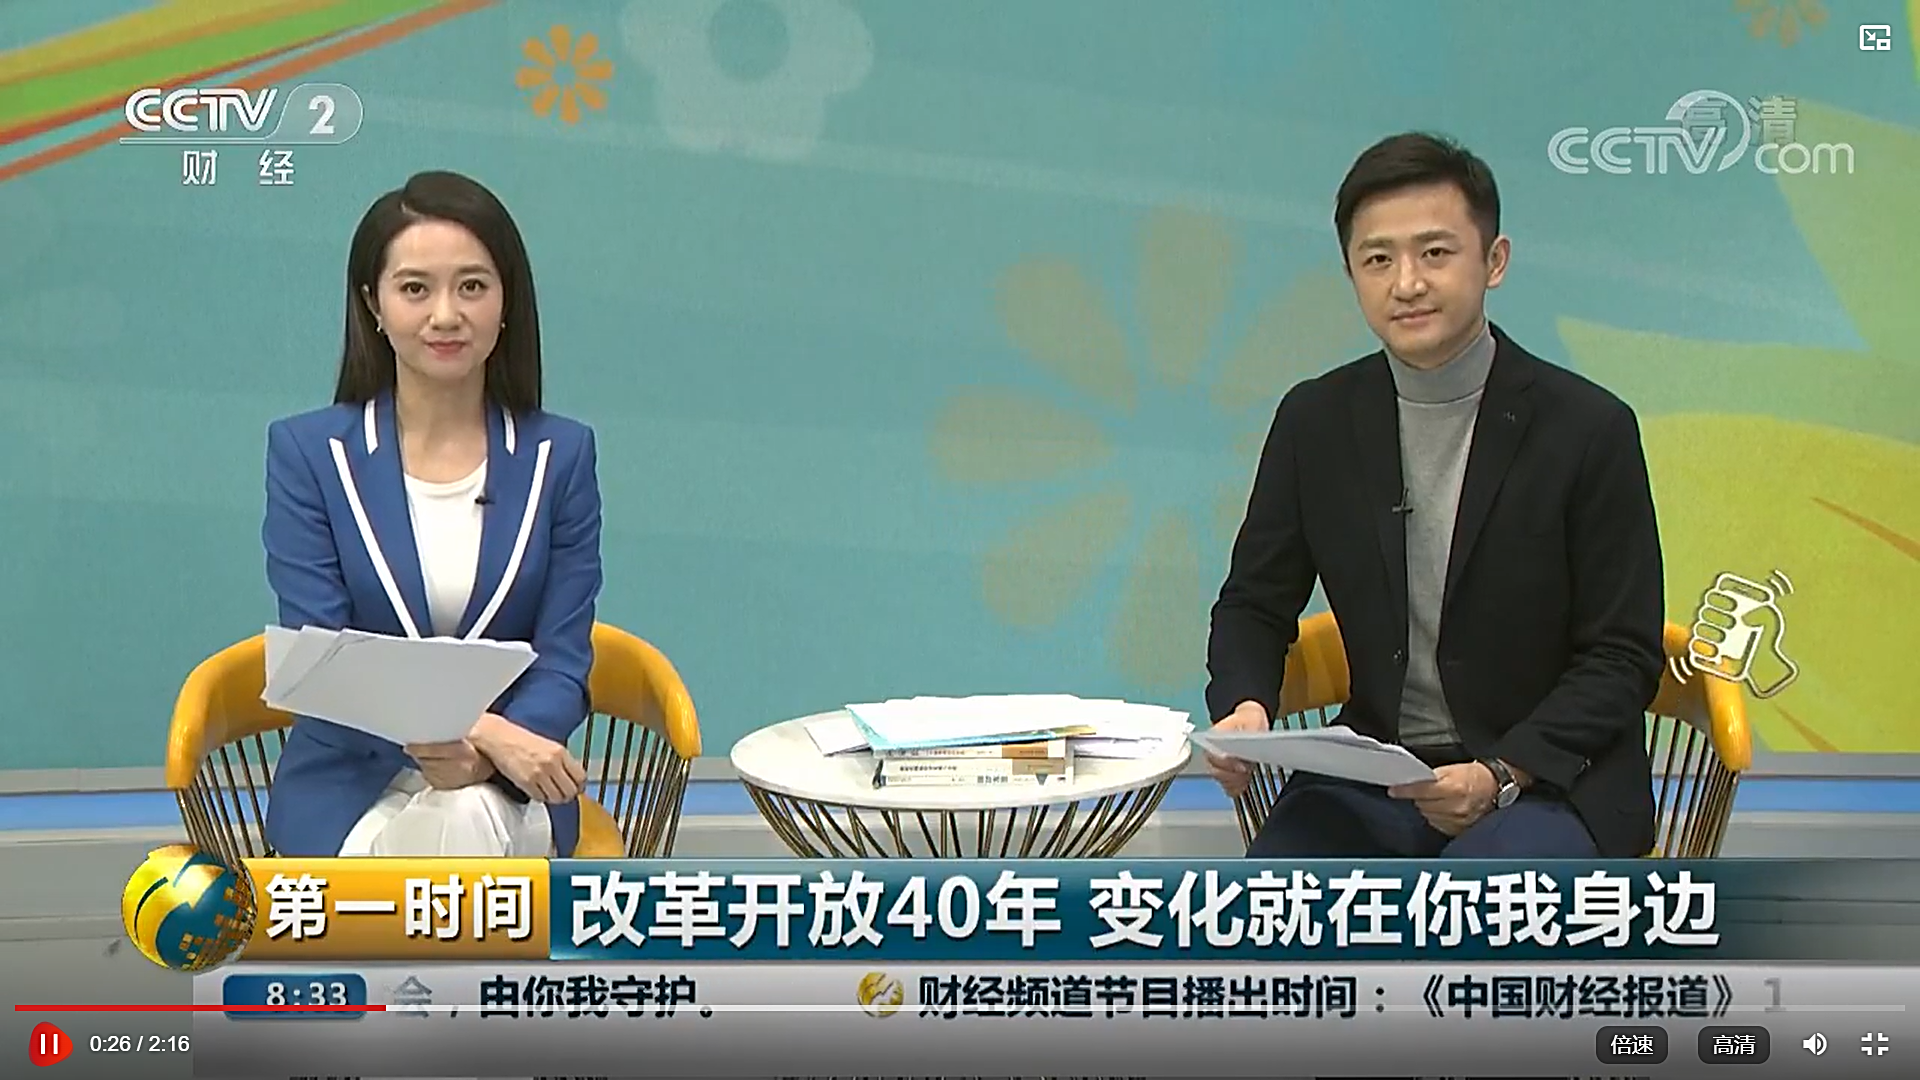 CCTV 2
财 经
高清
CCTV.com
第一时间
改革开放40年 变化就在你我身边
8:33
会，由你我守护。
财经频道节目播出时间：《中国财经报道》1
0:26 / 2:16
倍速
高清